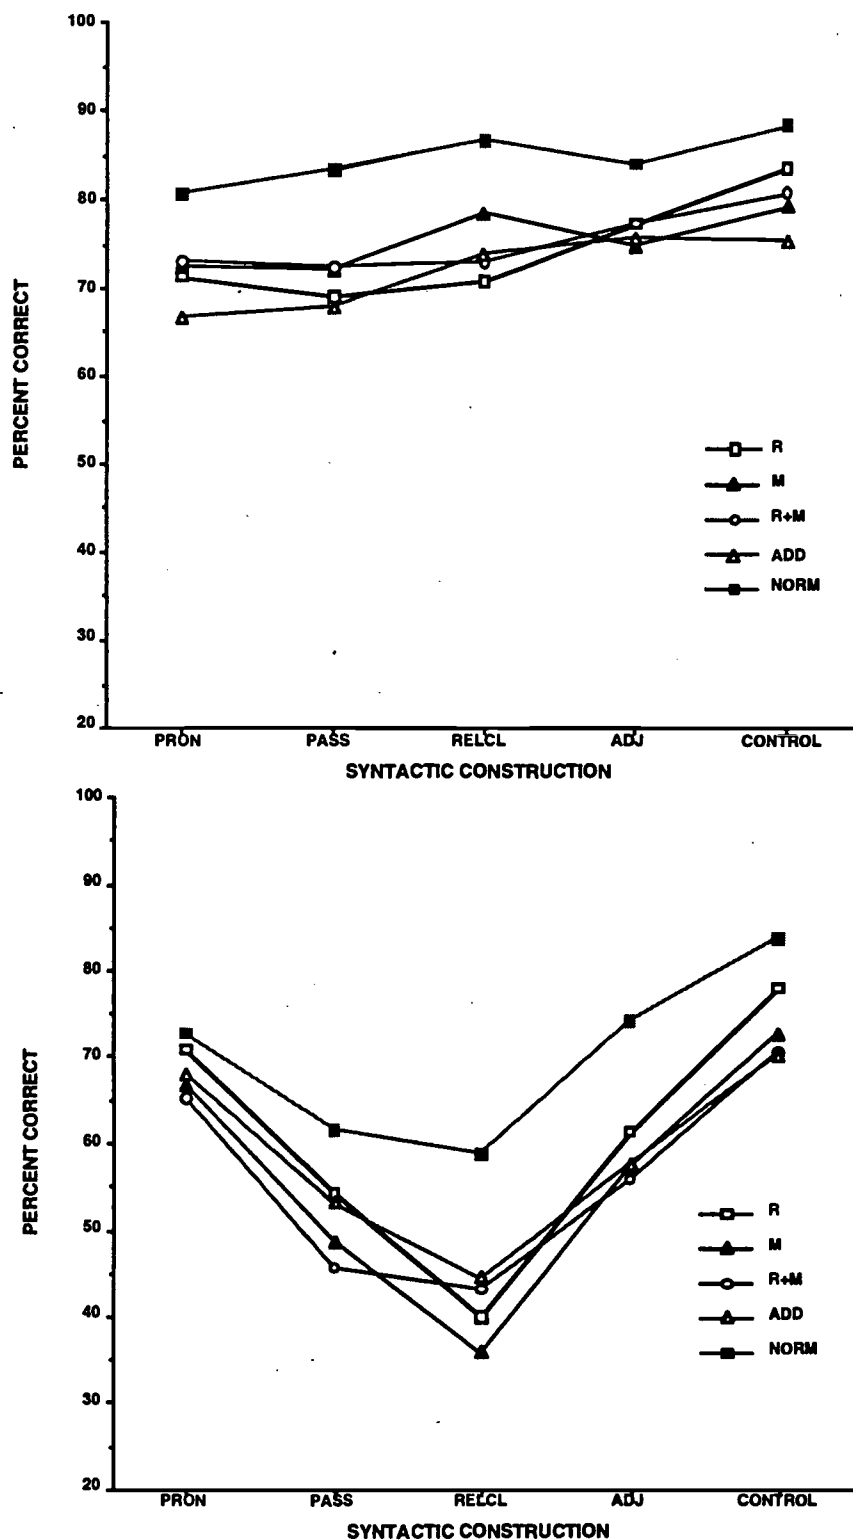 100
90
80
70
60
50
40
30
20
PERCENT CORRECT
R
M
R+M
ADD
NORM
PRON PASS RELCL ADJ CONTROL
SYNTACTIC CONSTRUCTION
100
90
80
70
60
50
40
30
20
PERCENT CORRECT
R
M
R+M
ADD
NORM
PRON PASS RELCL ADJ CONTROL
SYNTACTIC CONSTRUCTION